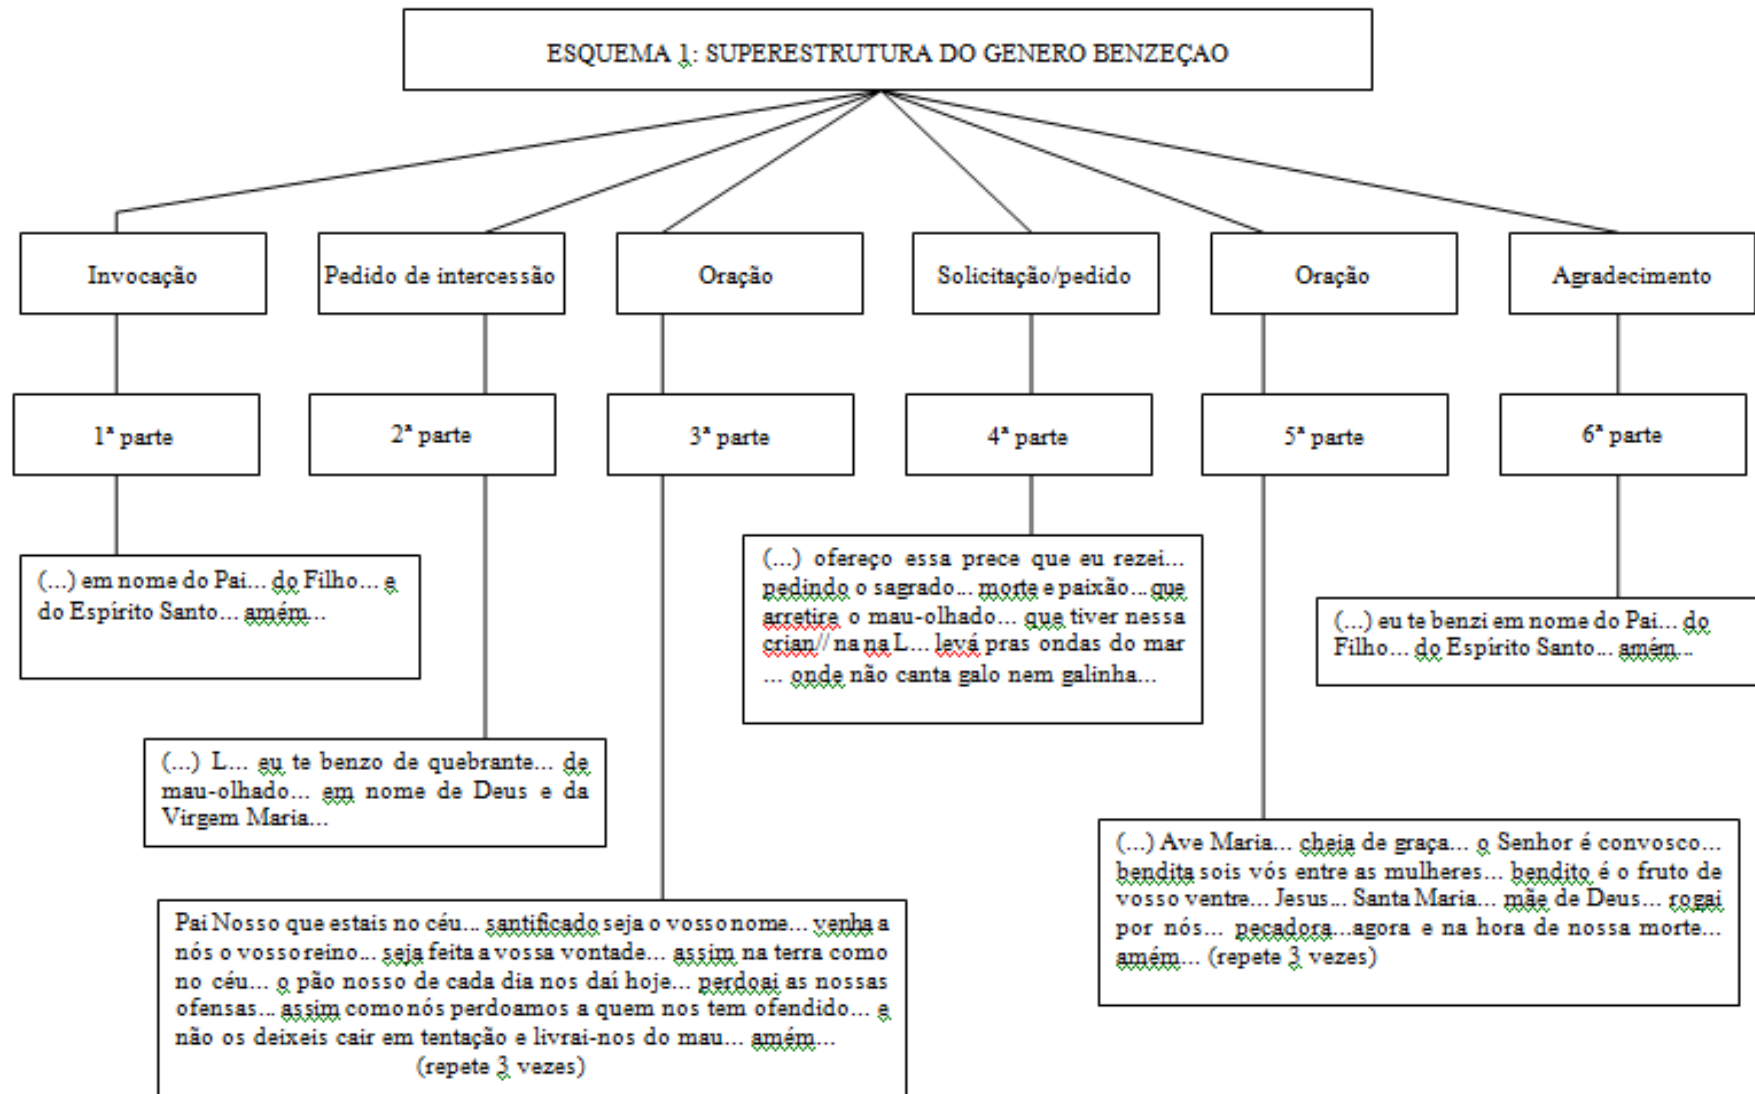 ESQUEMA 1: SUPERESTRUTURA DO GENERO BENZEÇAO
Invocação
Pedido de intercessão
Oração
Solicitação/pedido
Oração
Agradecimento
1ª parte
2ª parte
3ª parte
4ª parte
5ª parte
6ª parte
(...) em nome do Pai... do Filho... e
do Espírito Santo... amém...
(...) L... eu te benzo de quebrante... de
mau-olhado... em nome de Deus e da
Virgem Maria...
Pai Nosso que estais no céu... santificado seja o vosso nome... venha a
nós o vosso reino... seja feita a vossa vontade... assim na terra como
no céu... o pão nosso de cada dia nos daí hoje... perdoai as nossas
ofensas... assim como nós perdoamos a quem nos tem ofendido... e
não os deixeis cair em tentação e livrai-nos do mau... amém...
(repete 3 vezes)
(...) ofereço essa prece que eu rezei...
pedindo o sagrado... morte e paixão... que
arretire o mau-olhado... que tiver nessa
crian// na na L... levá pras ondas do mar
... onde não canta galo nem galinha...
(...) Ave Maria... cheia de graça... o Senhor é convosco...
bendita sois vós entre as mulheres... bendito é o fruto de
vosso ventre... Jesus... Santa Maria... mãe de Deus... rogai
por nós... pecadora...agora e na hora de nossa morte...
amém... (repete 3 vezes)
(...) eu te benzi em nome do Pai... do
Filho... do Espírito Santo... amém...